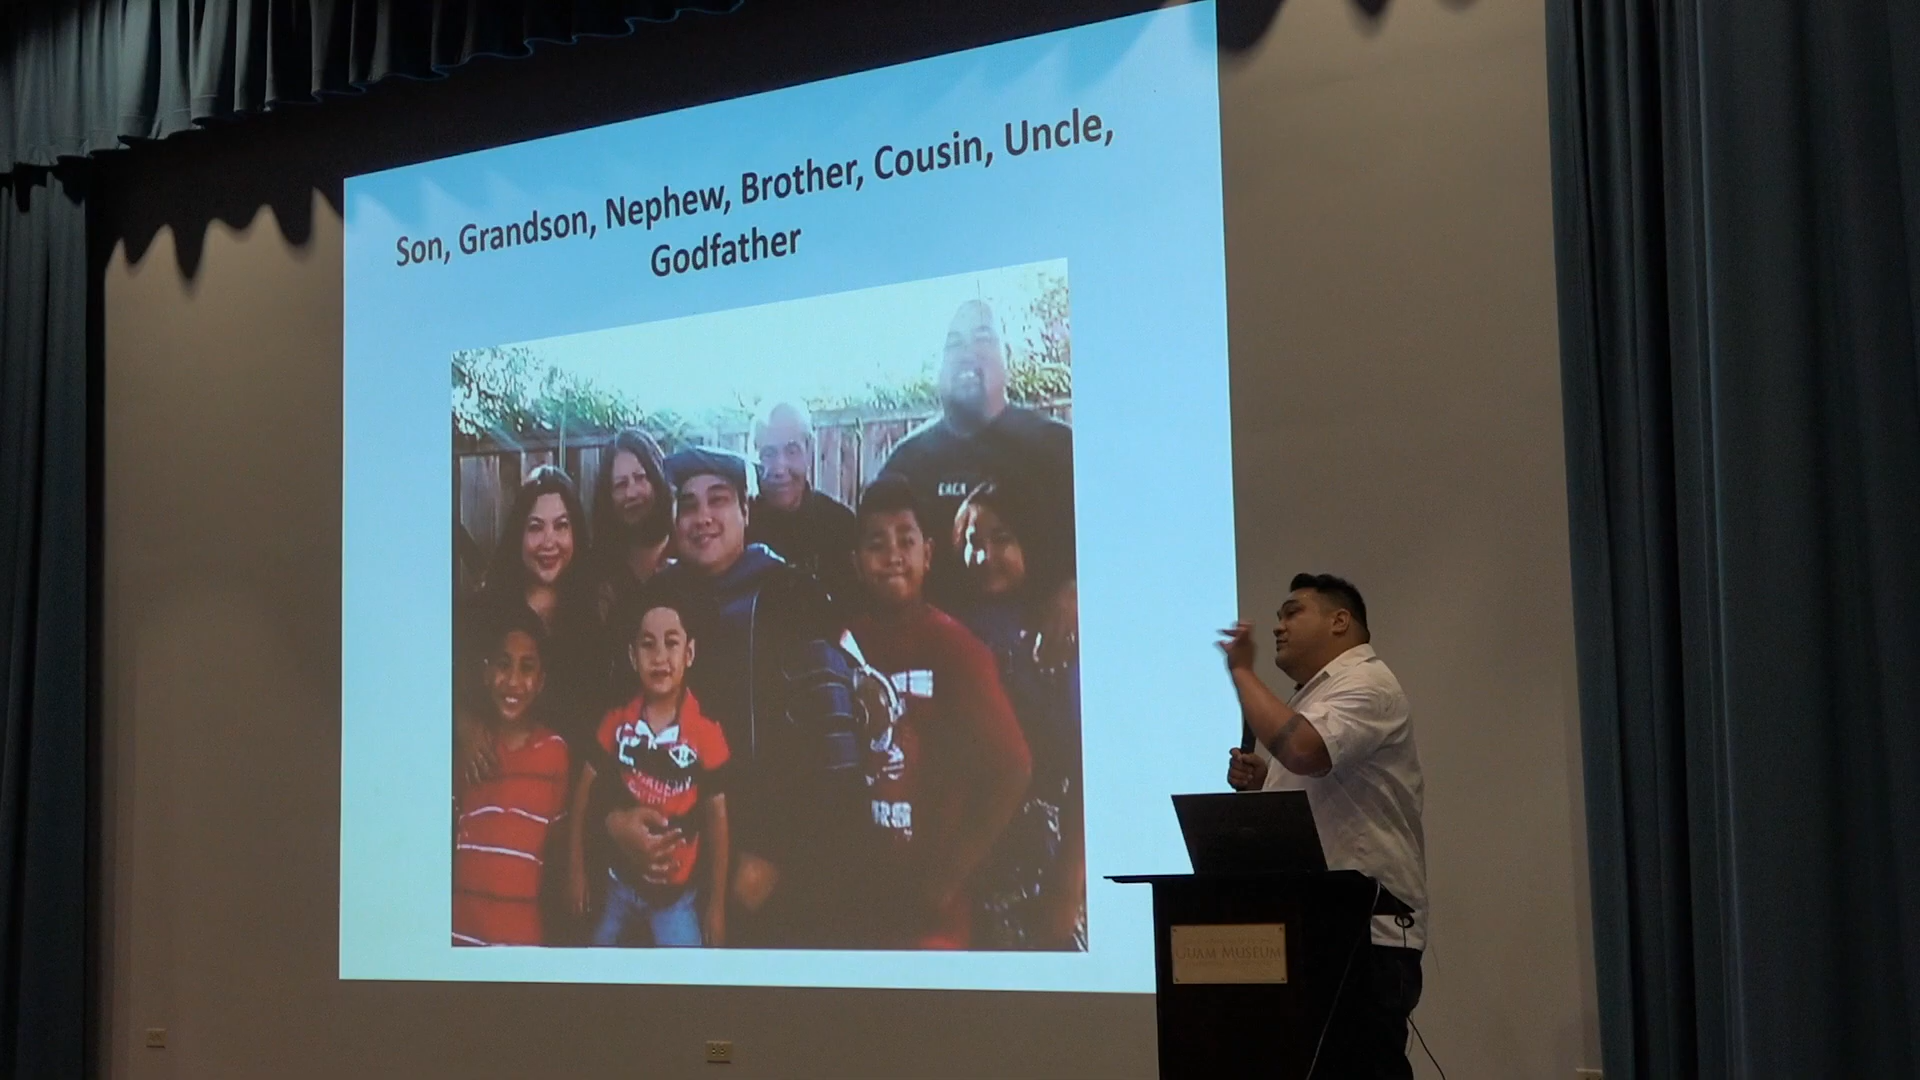 Son, Grandson, Nephew, Brother, Cousin, Uncle,
Godfather
GUAM MUSEUM